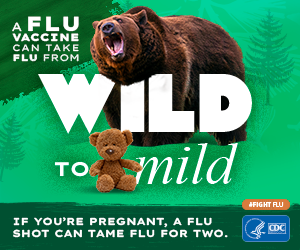 A FLU
VACCINE
CAN TAKE
FLU FROM
WILD
TO mild
#FIGHT FLU
IF YOU'RE PREGNANT, A FLU
SHOT CAN TAME FLU FOR TWO.
CDC